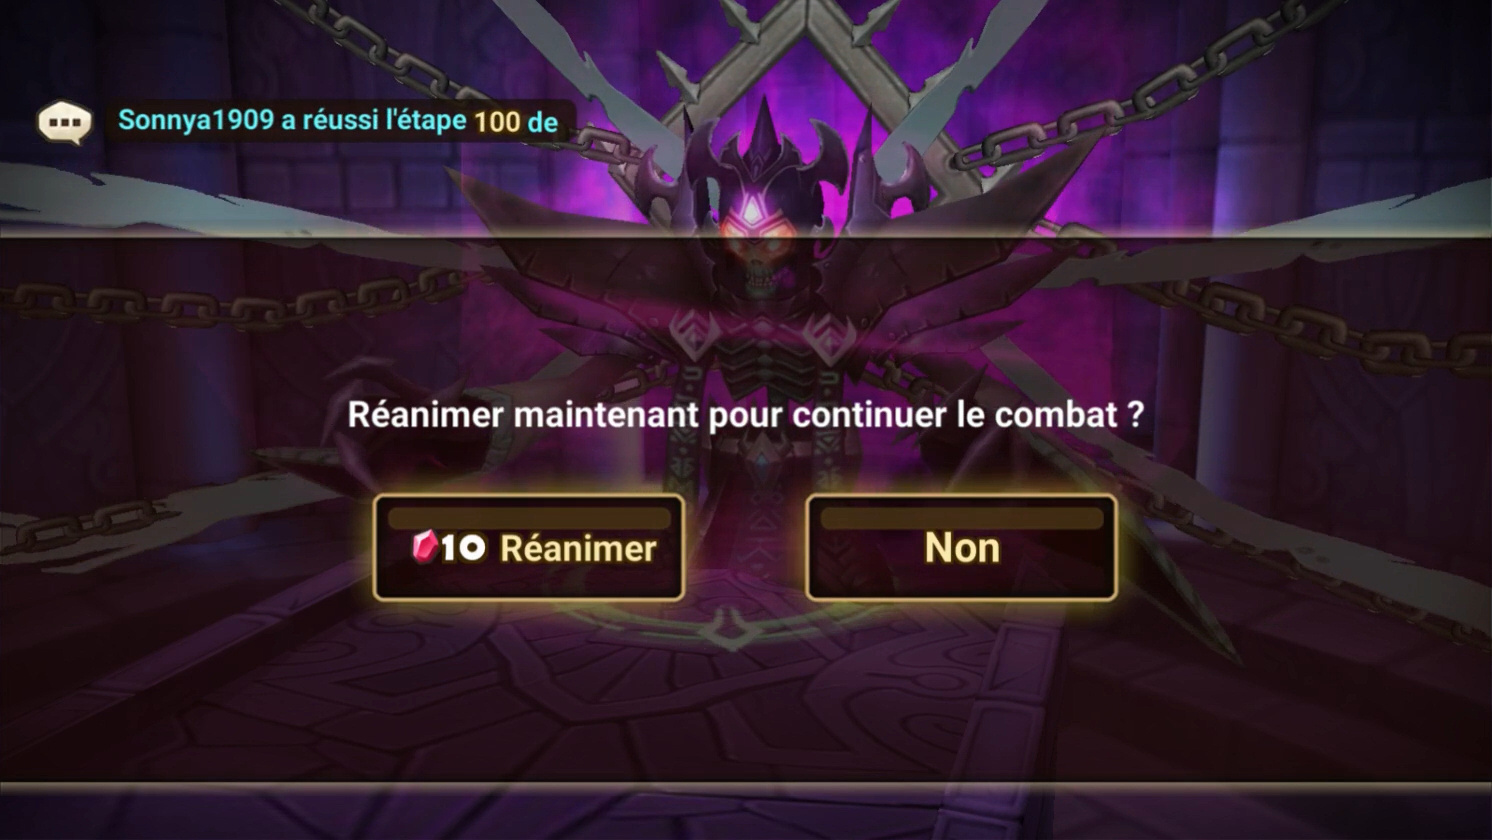 Sonnya1909 a réussi l'étape 100 de
Réanimer maintenant pour continuer le combat ?
10 Réanimer
Non